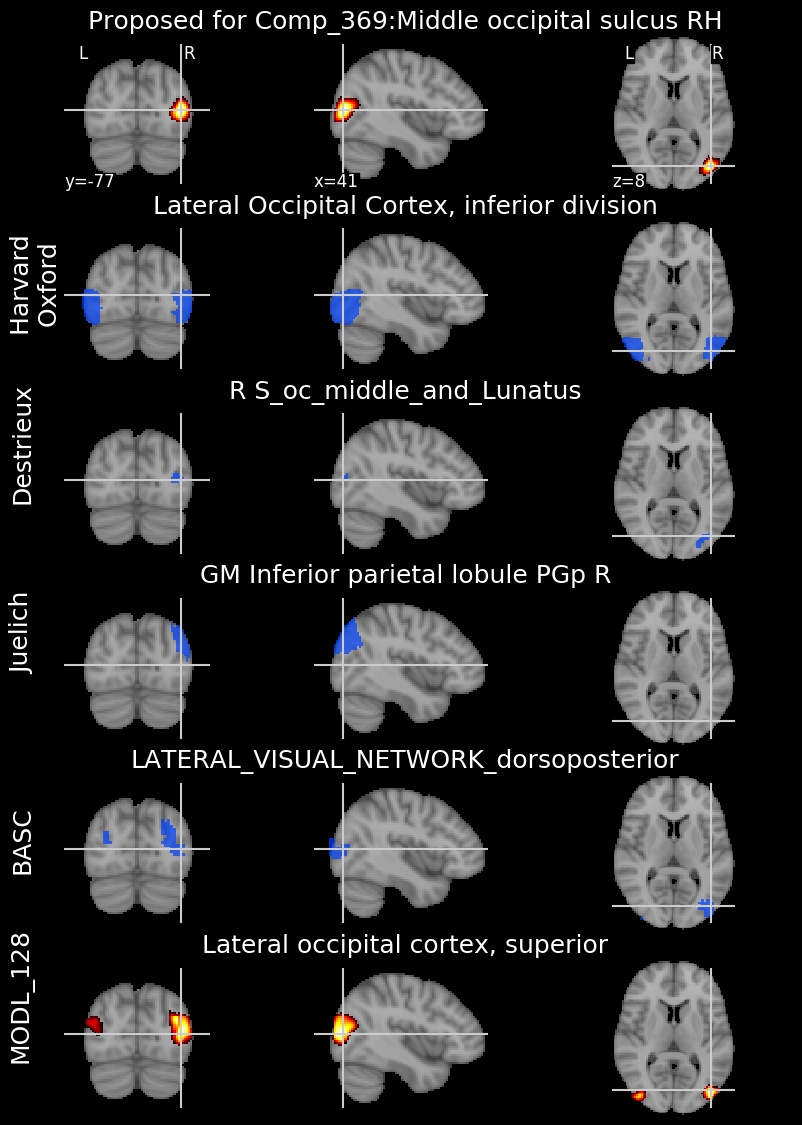 Proposed for Comp_369:Middle occipital sulcus RH
L R L R
y=-77 x=41 z=8
Lateral Occipital Cortex, inferior division
Harvard
Oxford
R S_oc_middle_and_Lunatus
Destrieux
GM Inferior parietal lobule PGp R
Juelich
LATERAL_VISUAL_NETWORK_dorsoposterior
BASC
Lateral occipital cortex, superior
MODL_128